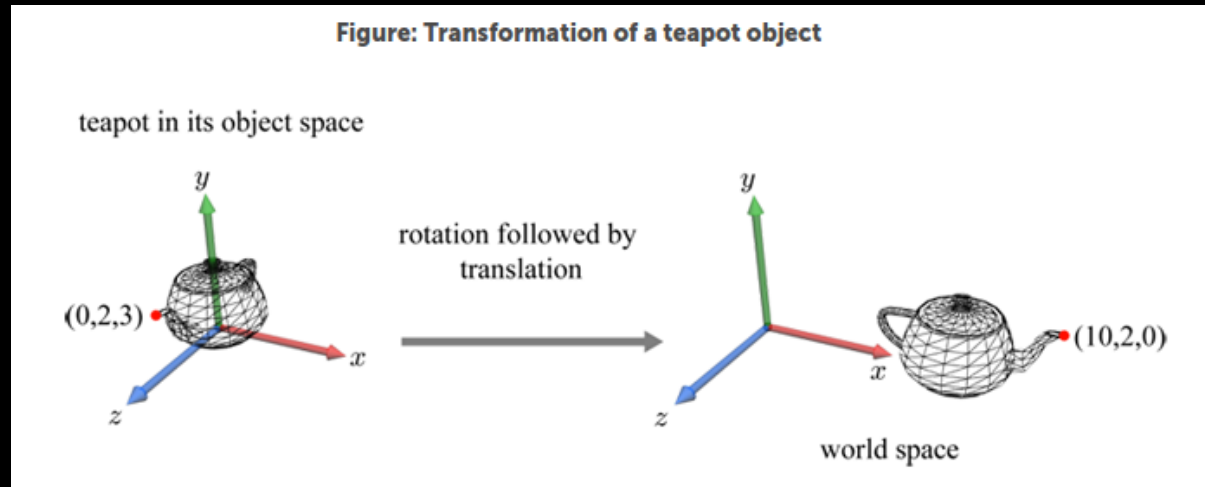 Figure: Transformation of a teapot object
teapot in its object space
y
(0,2,3)
x
z
rotation followed by
translation
y
(10,2,0)
x
z
world space